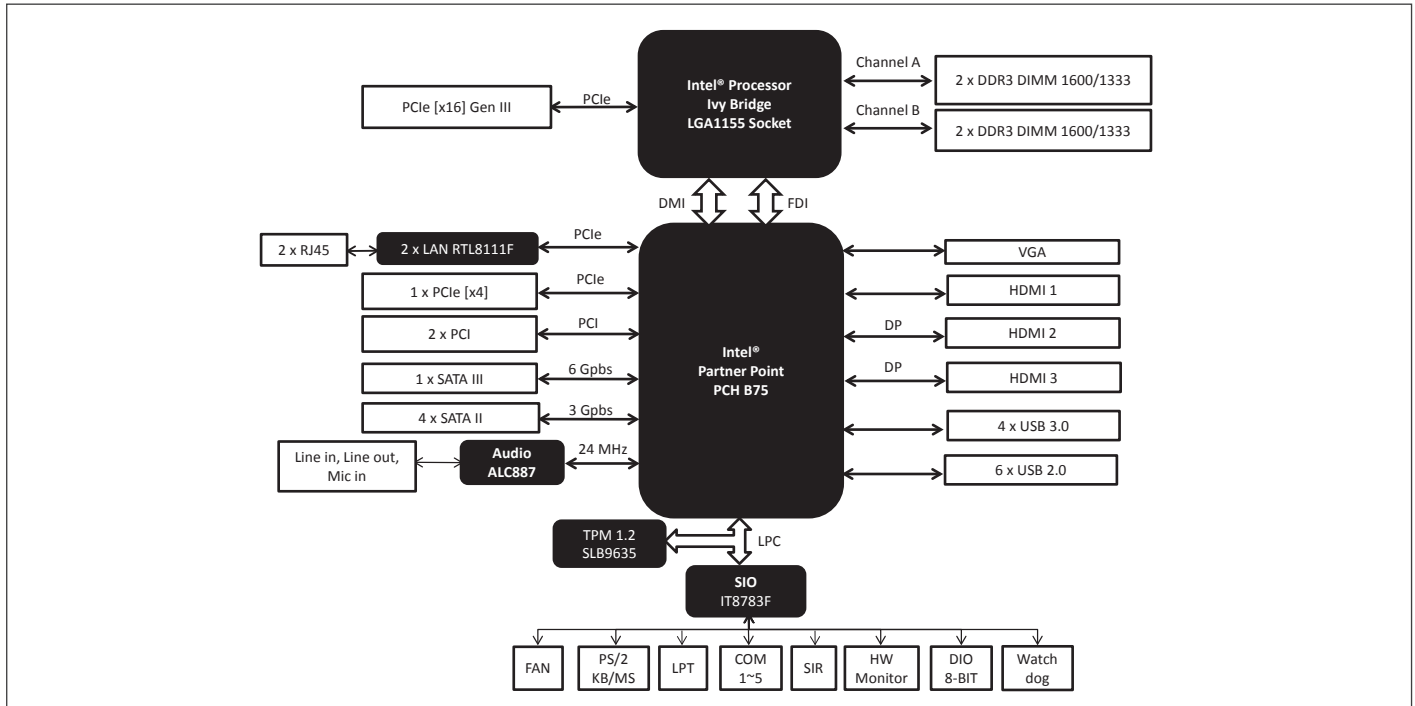 Intel® Processor
Ivy Bridge
LGA1155 Socket
PCIe [x16] Gen III
PCIe
Channel A
2 x DDR3 DIMM 1600/1333
Channel B
2 x DDR3 DIMM 1600/1333
DMI
FDI
2 x RJ45
2 x LAN RTL8111F
PCIe
1 x PCIe [x4]
PCIe
2 x PCI
PCI
1 x SATA III
6 Gpbs
4 x SATA II
3 Gpbs
Line in, Line out,
Mic in
Audio
ALC887
24 MHz
Intel®
Partner Point
PCH B75
VGA
HDMI 1
DP
HDMI 2
DP
HDMI 3
4 x USB 3.0
6 x USB 2.0
TPM 1.2
SLB9635
LPC
SIO
IT8783F
FAN
PS/2
KB/MS
LPT
COM
1~5
SIR
HW
Monitor
DIO
8-BIT
Watch
dog